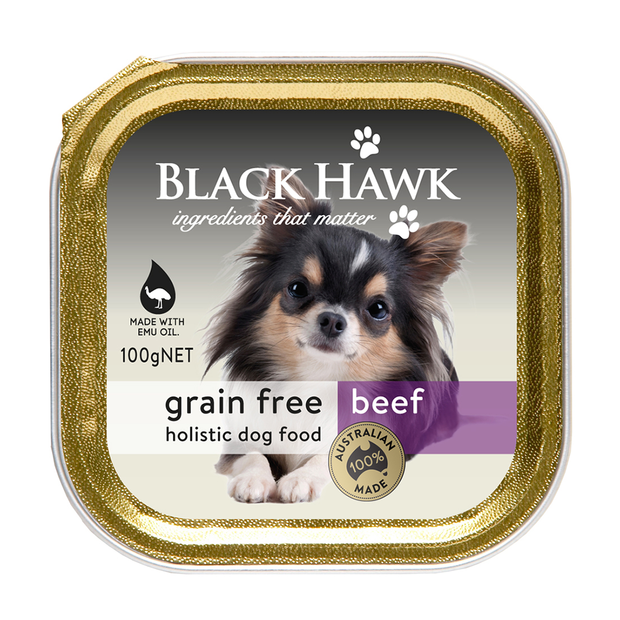 BLACK HAWK
ingredients that matter
MADE WITH
EMU OIL.
100gNET
grain free beef
holistic dog food
AUSTRALIAN
100%
MADE